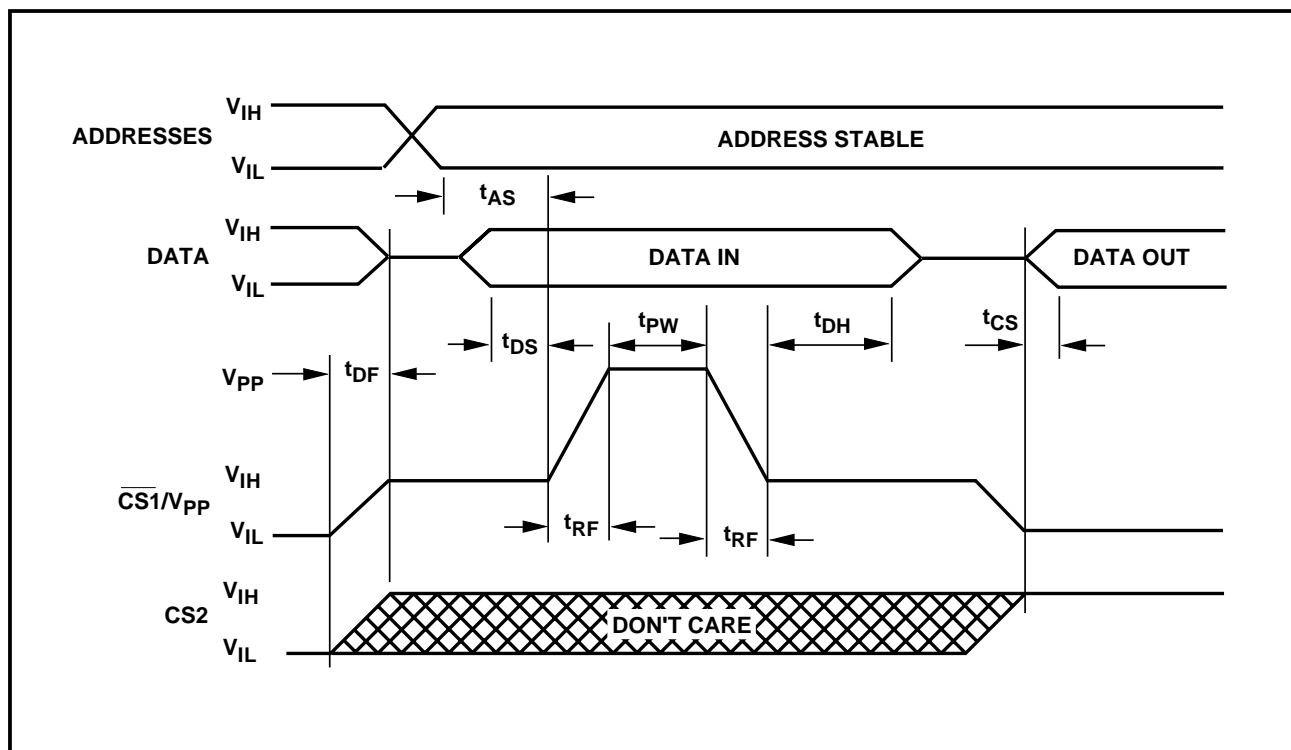 VIH
ADDRESSES
ADDRESS STABLE
VIL
tAS
VIH
DATA
DATA IN
DATA OUT
VIL
tPW
tDH
tCS
tDS
VPP
tDF
VIH
CS1/VPP
tRF
tRF
VIL
VIH
CS2
DON'T CARE
VIL